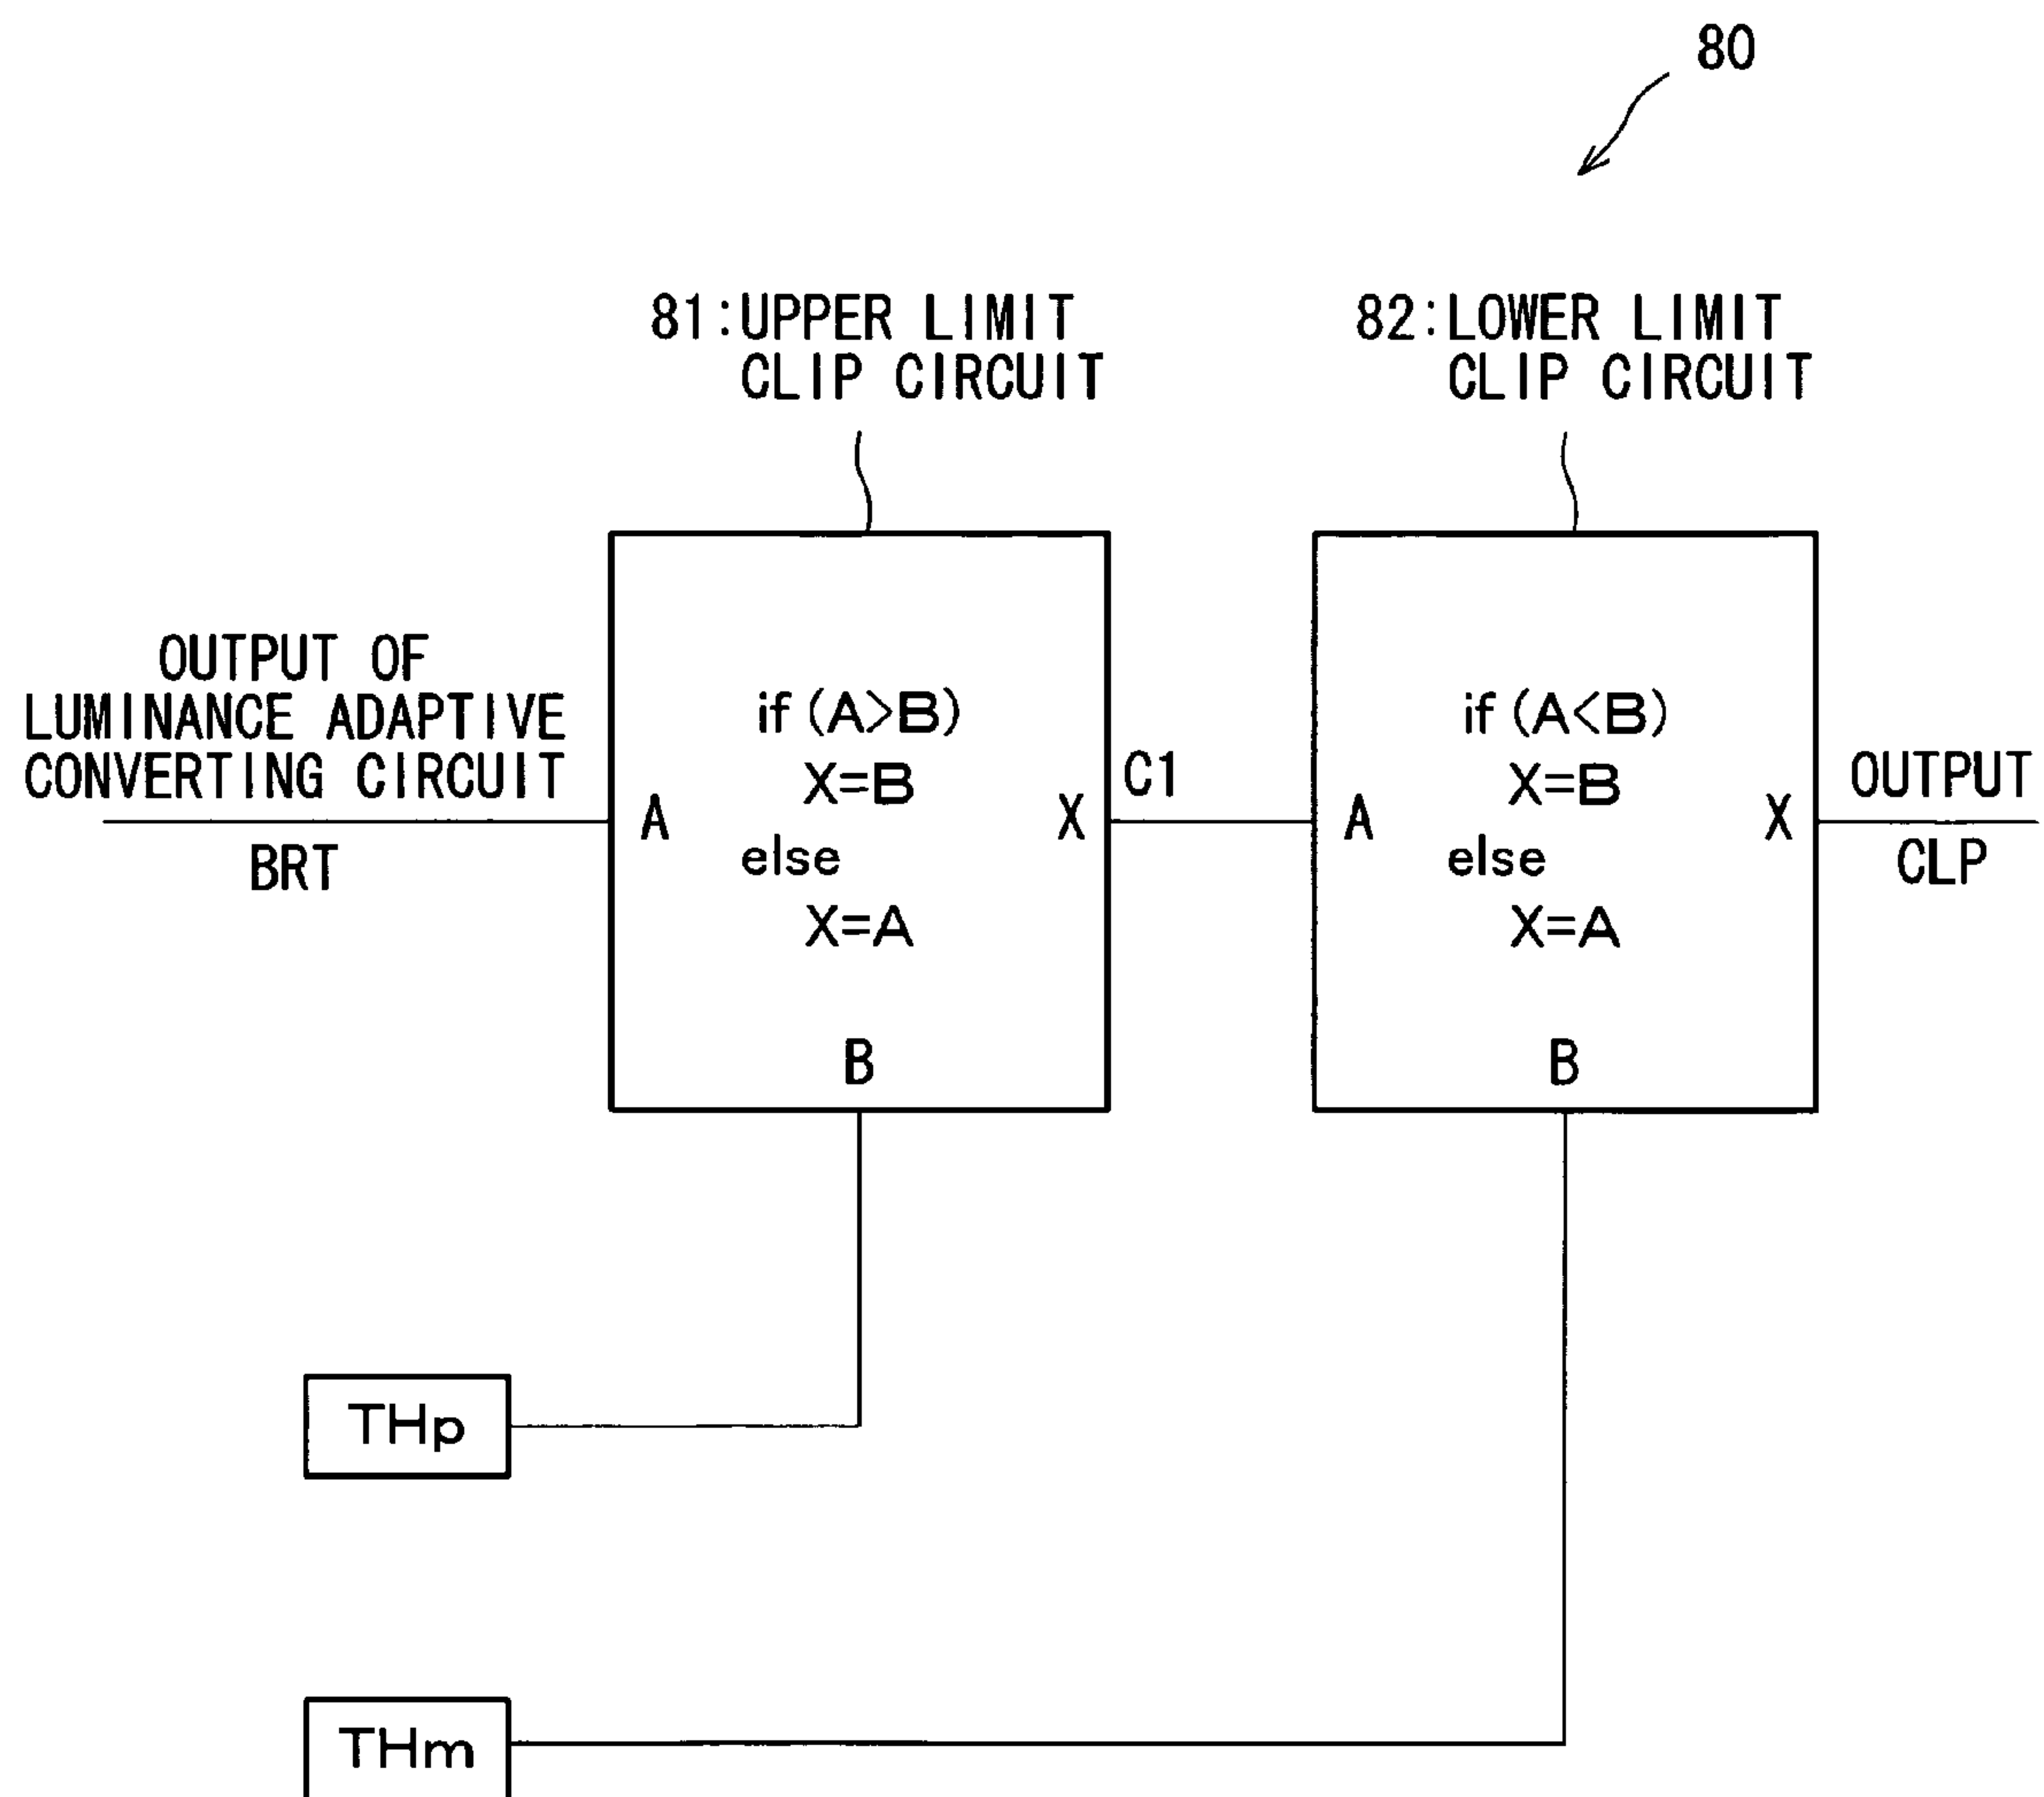 80
81:UPPER LIMIT
CLIP CIRCUIT
82:LOWER LIMIT
CLIP CIRCUIT
OUTPUT OF
LUMINANCE ADAPTIVE
CONVERTING CIRCUIT
BRT
A
if (A>B)
X=B
else
X=A
X
B
C1
A
if (A<B)
X=B
else
X=A
X
B
OUTPUT
CLP
THp
THm